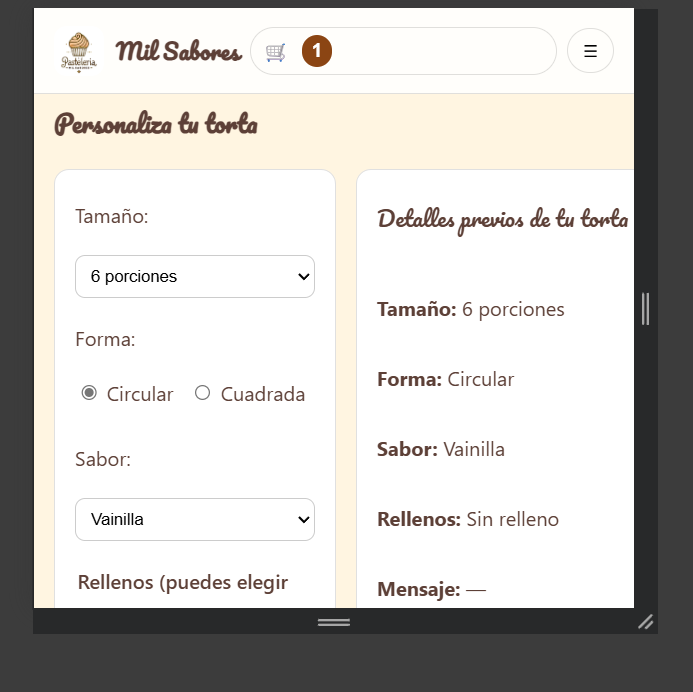 Pastelería
MIL SABORES
Mil Sabores
1
☰
Personaliza tu torta
Tamaño:
6 porciones
Forma:
Circular
Cuadrada
Sabor:
Vainilla
Rellenos (puedes elegir
Detalles previos de tu torta
Tamaño: 6 porciones
Forma: Circular
Sabor: Vainilla
Rellenos: Sin relleno
Mensaje: —